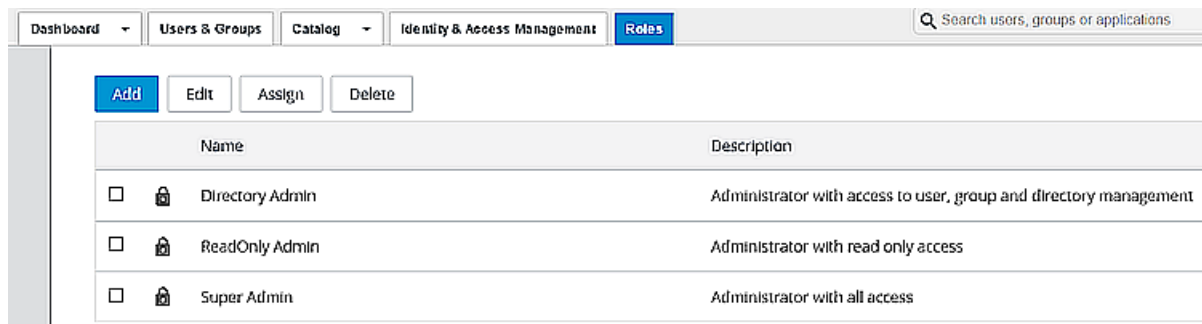 Dashboard Users & Groups Catalog Identity & Access Management Roles Search users, groups or applications
Add Edit Assign Delete
Name Description
Directory Admin Administrator with access to user, group and directory management
ReadOnly Admin Administrator with read only access
Super Admin Administrator with all access